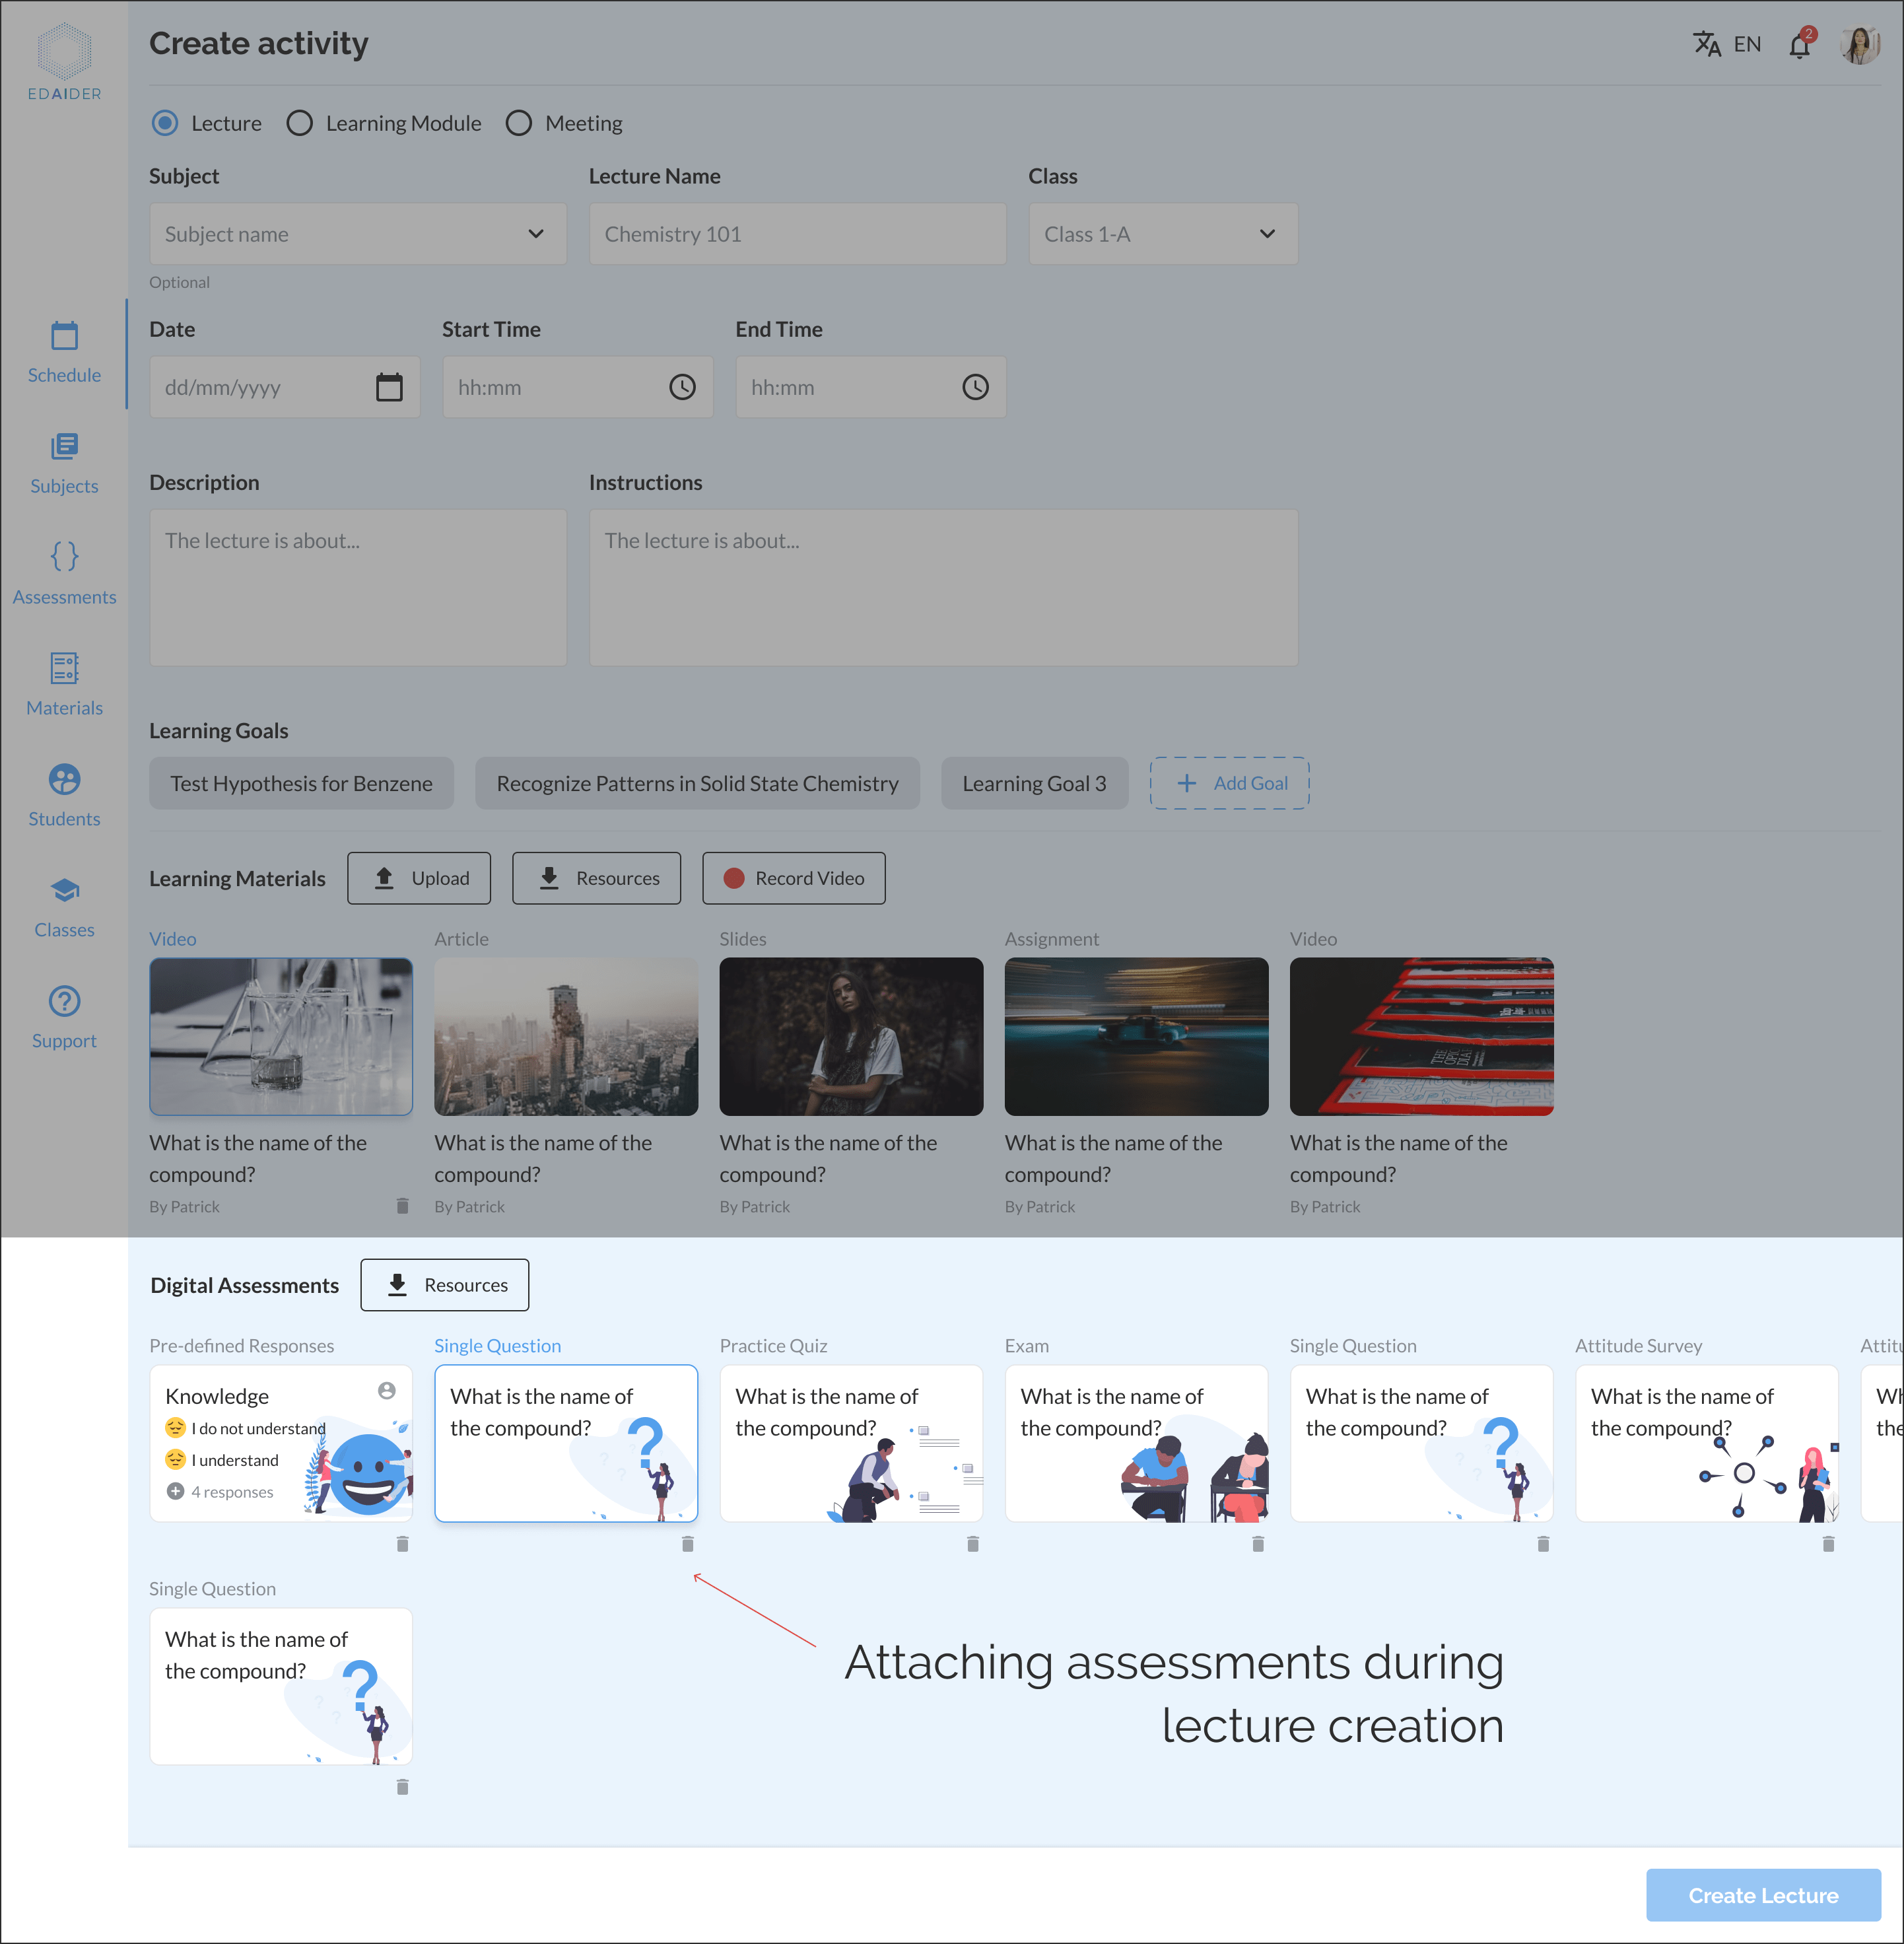 EDAIDER
Create activity
EN
2
Lecture
Learning Module
Meeting
Subject
Lecture Name
Class
Subject name
Chemistry 101
Class 1-A
Optional
Schedule
Date
Start Time
End Time
dd/mm/yyyy
hh:mm
hh:mm
Subjects
Description
Instructions
The lecture is about...
The lecture is about...
Assessments
Materials
Learning Goals
Test Hypothesis for Benzene
Recognize Patterns in Solid State Chemistry
Learning Goal 3
Add Goal
Students
Learning Materials
Upload
Resources
Record Video
Classes
Video
Article
Slides
Assignment
Video
Support
What is the name of the
compound?
By Patrick
What is the name of the
compound?
By Patrick
What is the name of the
compound?
By Patrick
What is the name of the
compound?
By Patrick
What is the name of the
compound?
By Patrick
Digital Assessments
Resources
Pre-defined Responses
Knowledge
I do not understand
I understand
4 responses
Single Question
What is the name of
the compound?
Practice Quiz
What is the name of
the compound?
Exam
What is the name of
the compound?
Single Question
What is the name of
the compound?
Attitude Survey
What is the name of
the compound?
Single Question
What is the name of
the compound?
Attaching assessments during
lecture creation
Create Lecture